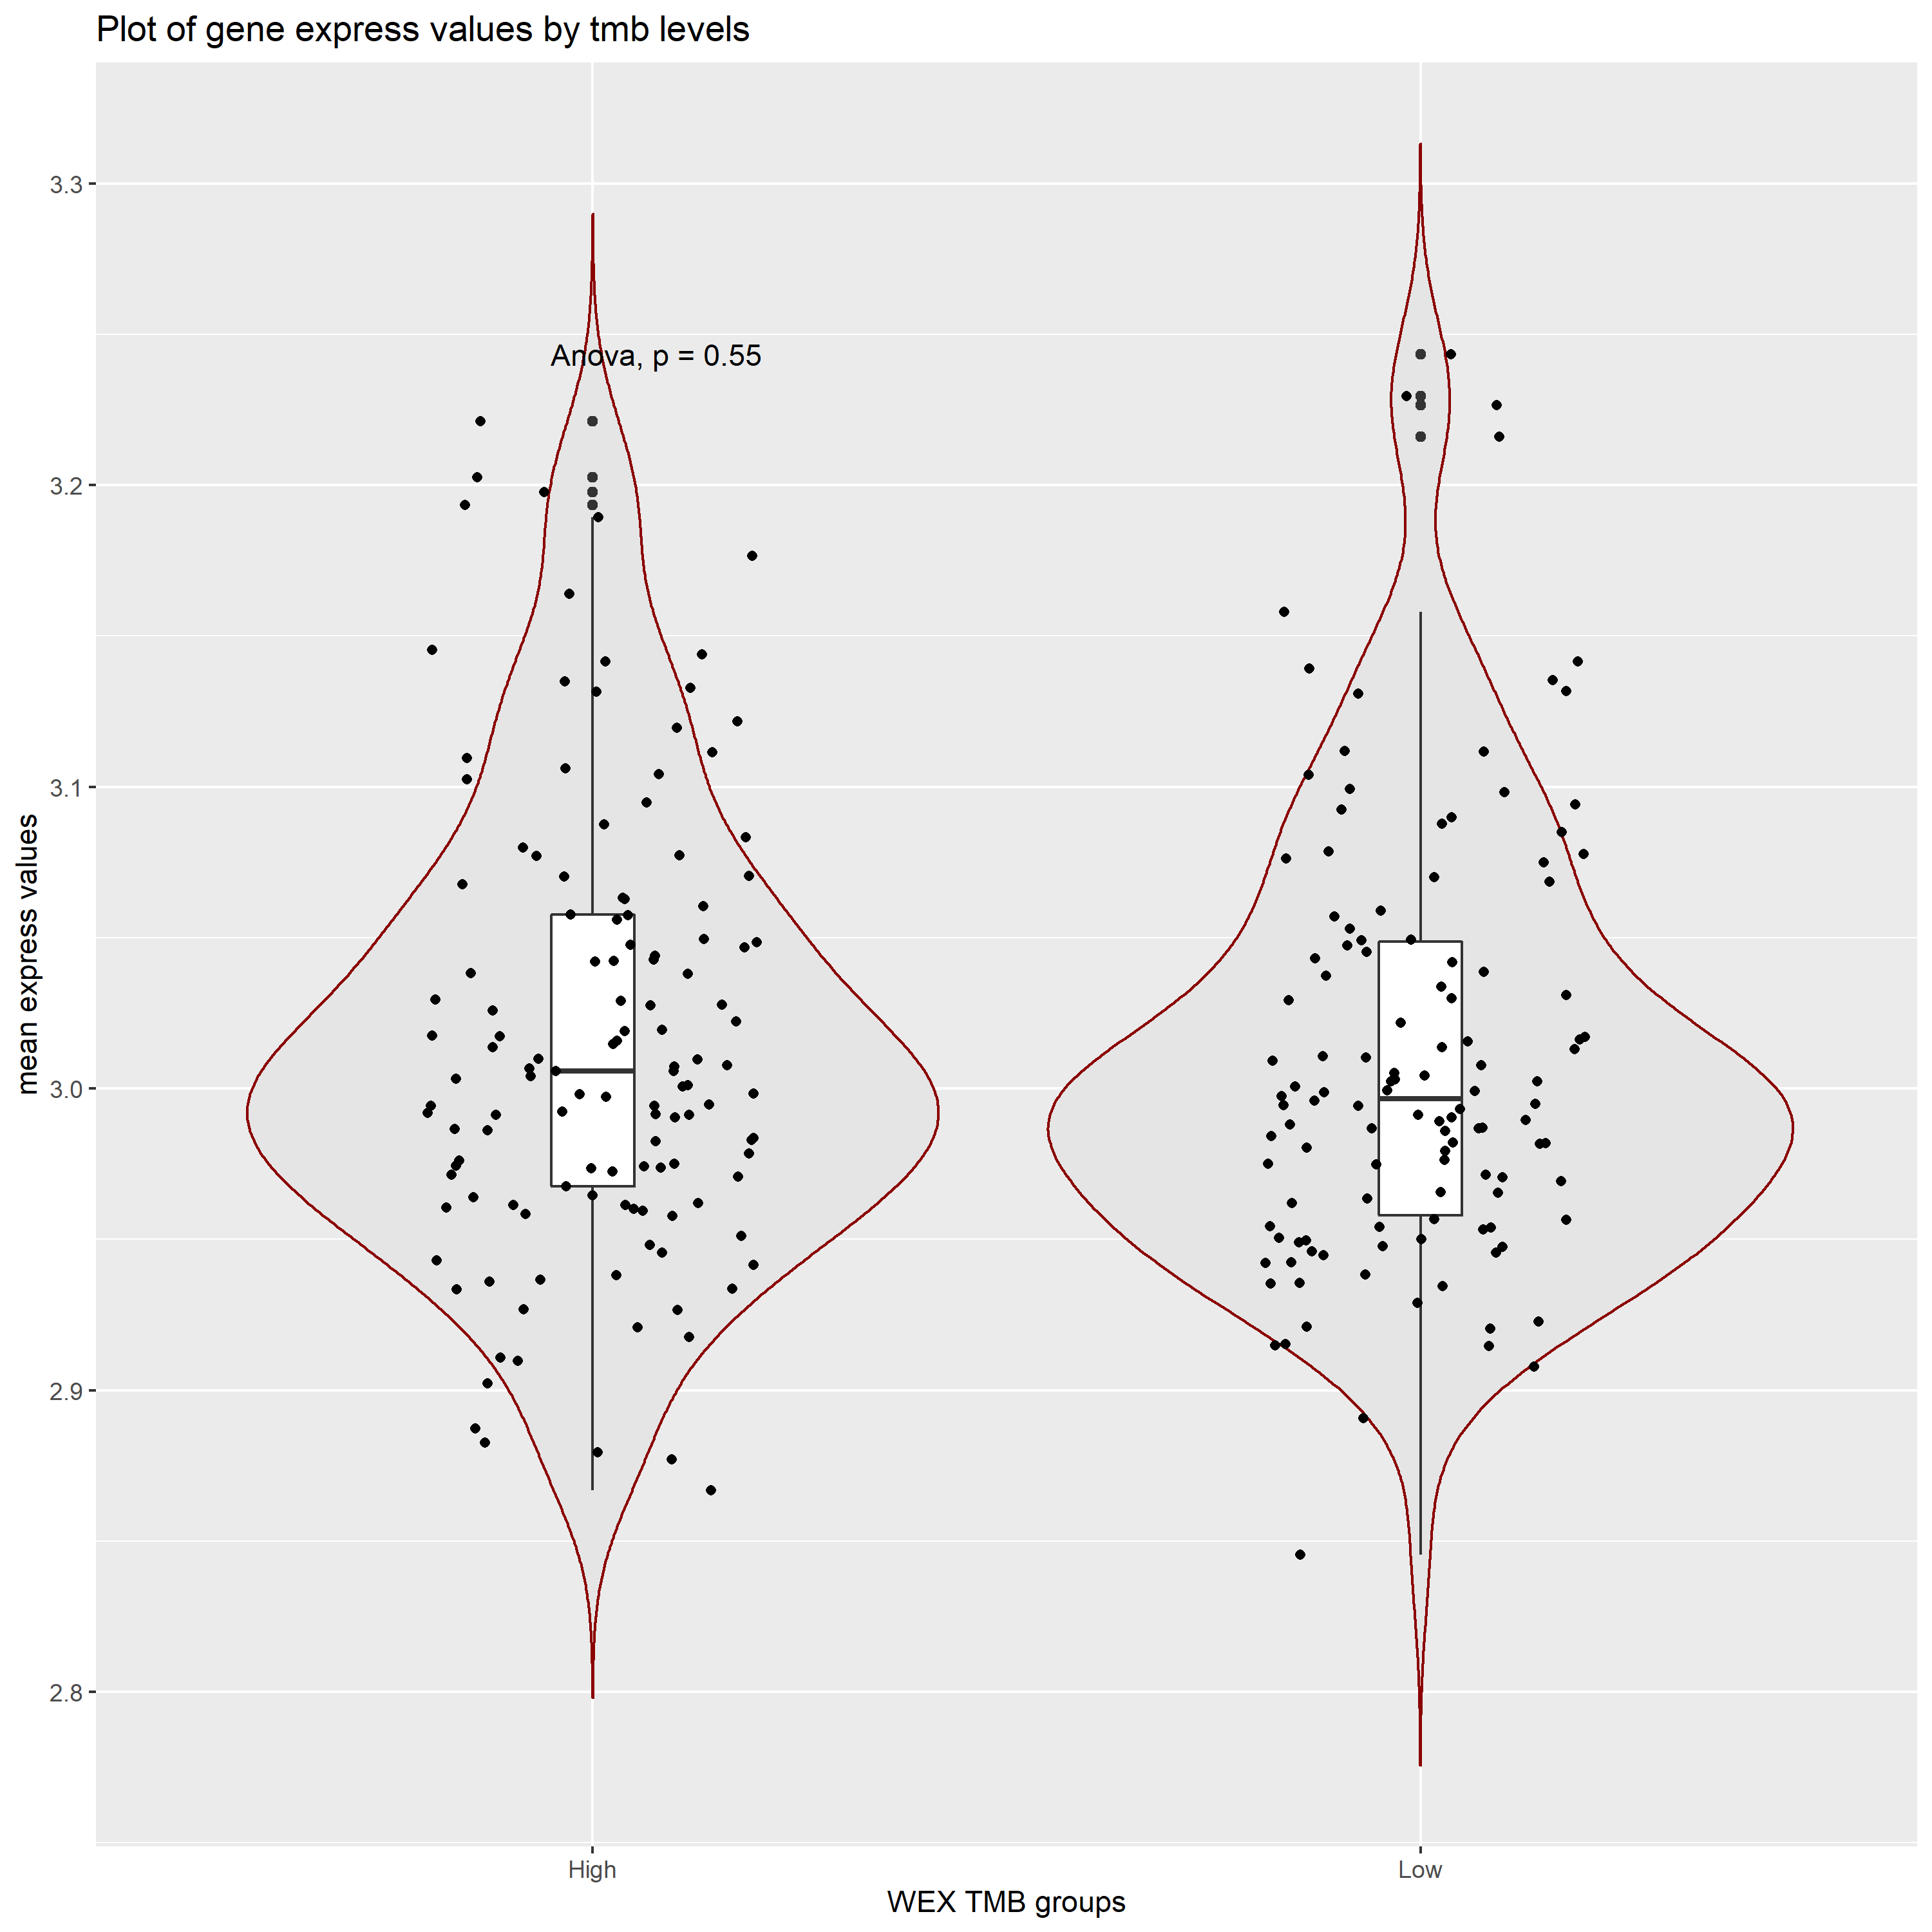 Plot of gene express values by tmb levels
3.3
Anova, p = 0.55
3.2
3.1
mean express values
3.0
2.9
2.8
High
Low
WEX TMB groups